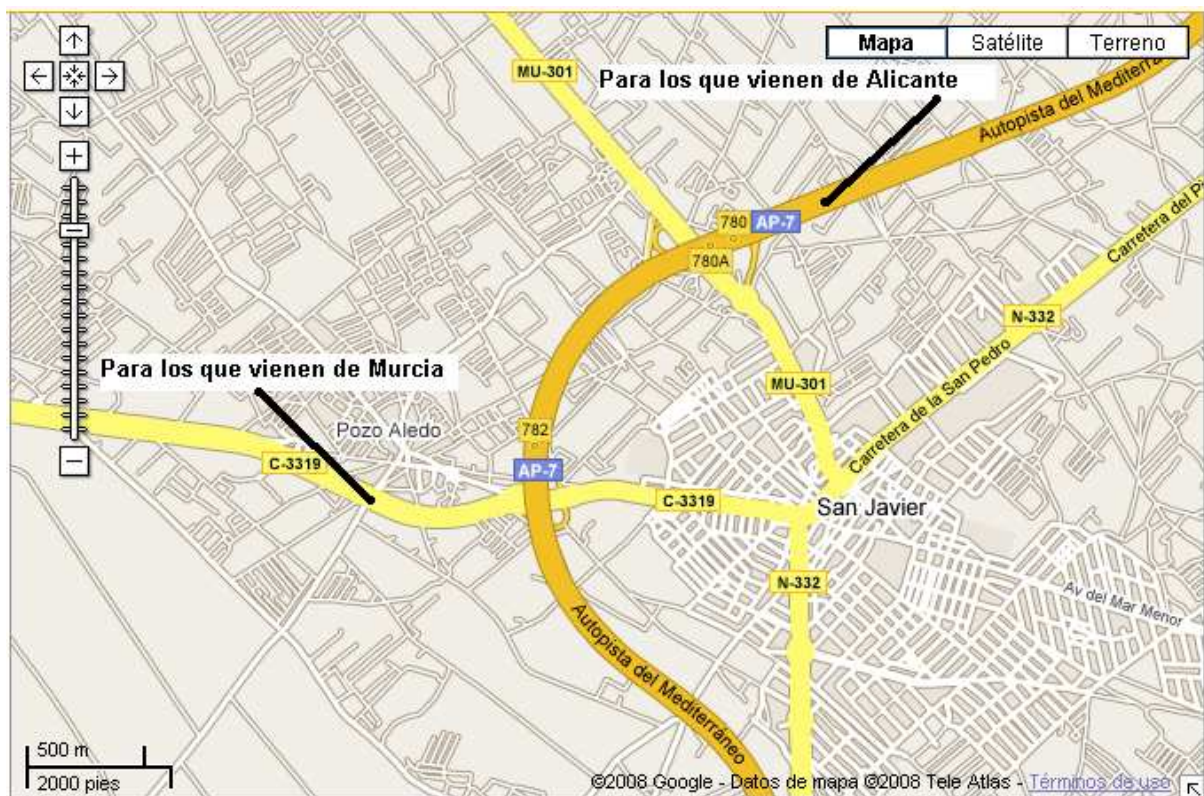 Mapa
Satélite
Terreno
MU-301
Para los que vienen de Alicante
Autopista del Mediterrá
780
AP-7
780A
Carretera del P
N-332
Para los que vienen de Murcia
MU-301
Carretera de la San Pedro
Pozo Aledo
782
C-3319
AP-7
C-3319
San Javier
N-332
Av del Mar Menor
Autopista del Mediterráneo
500 m
2000 pies
©2008 Google - Datos de mapa ©2008 Tele Atlas - Términos de uso